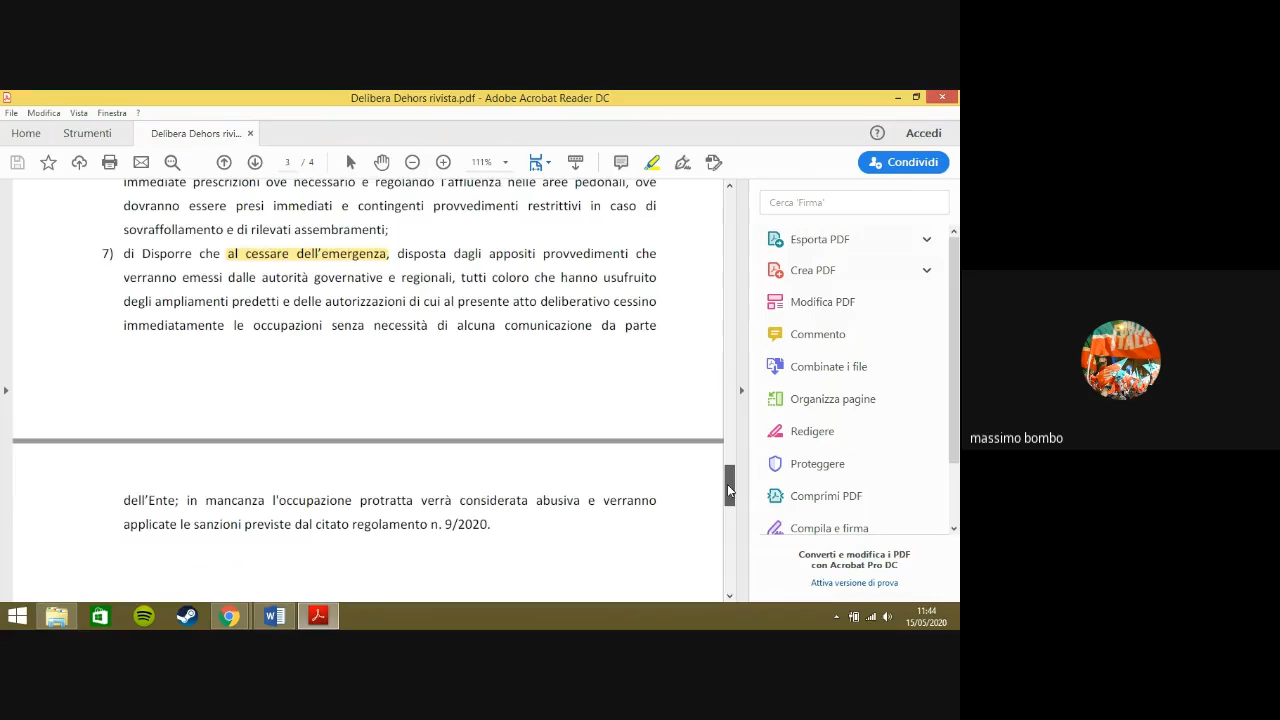 Delibera Dehors rivista.pdf - Adobe Acrobat Reader DC
File Modifica Vista Finestra ?
Home Strumenti Delibera Dehors rivi... × Accedi
3 / 4 111% Condividi
immediate prescrizioni ove necessario e regolando l'affluenza nelle aree pedonali, ove
dovranno essere presi immediati e contingenti provvedimenti restrittivi in caso di
sovraffollamento e di rilevati assembramenti;
7) di Disporre che al cessare dell'emergenza, disposta dagli appositi provvedimenti che
verranno emessi dalle autorità governative e regionali, tutti coloro che hanno usufruito
degli ampliamenti predetti e delle autorizzazioni di cui al presente atto deliberativo cessino
immediatamente le occupazioni senza necessità di alcuna comunicazione da parte
dell'Ente; in mancanza l'occupazione protratta verrà considerata abusiva e verranno
applicate le sanzioni previste dal citato regolamento n. 9/2020.
Cerca 'Firma'
Esporta PDF
Crea PDF
Modifica PDF
Commento
Combinate i file
Organizza pagine
Redigere
Proteggere
Comprimi PDF
Compila e firma
Converti e modifica i PDF
con Acrobat Pro DC
Attiva versione di prova
11:44
15/05/2020
massimo bombo